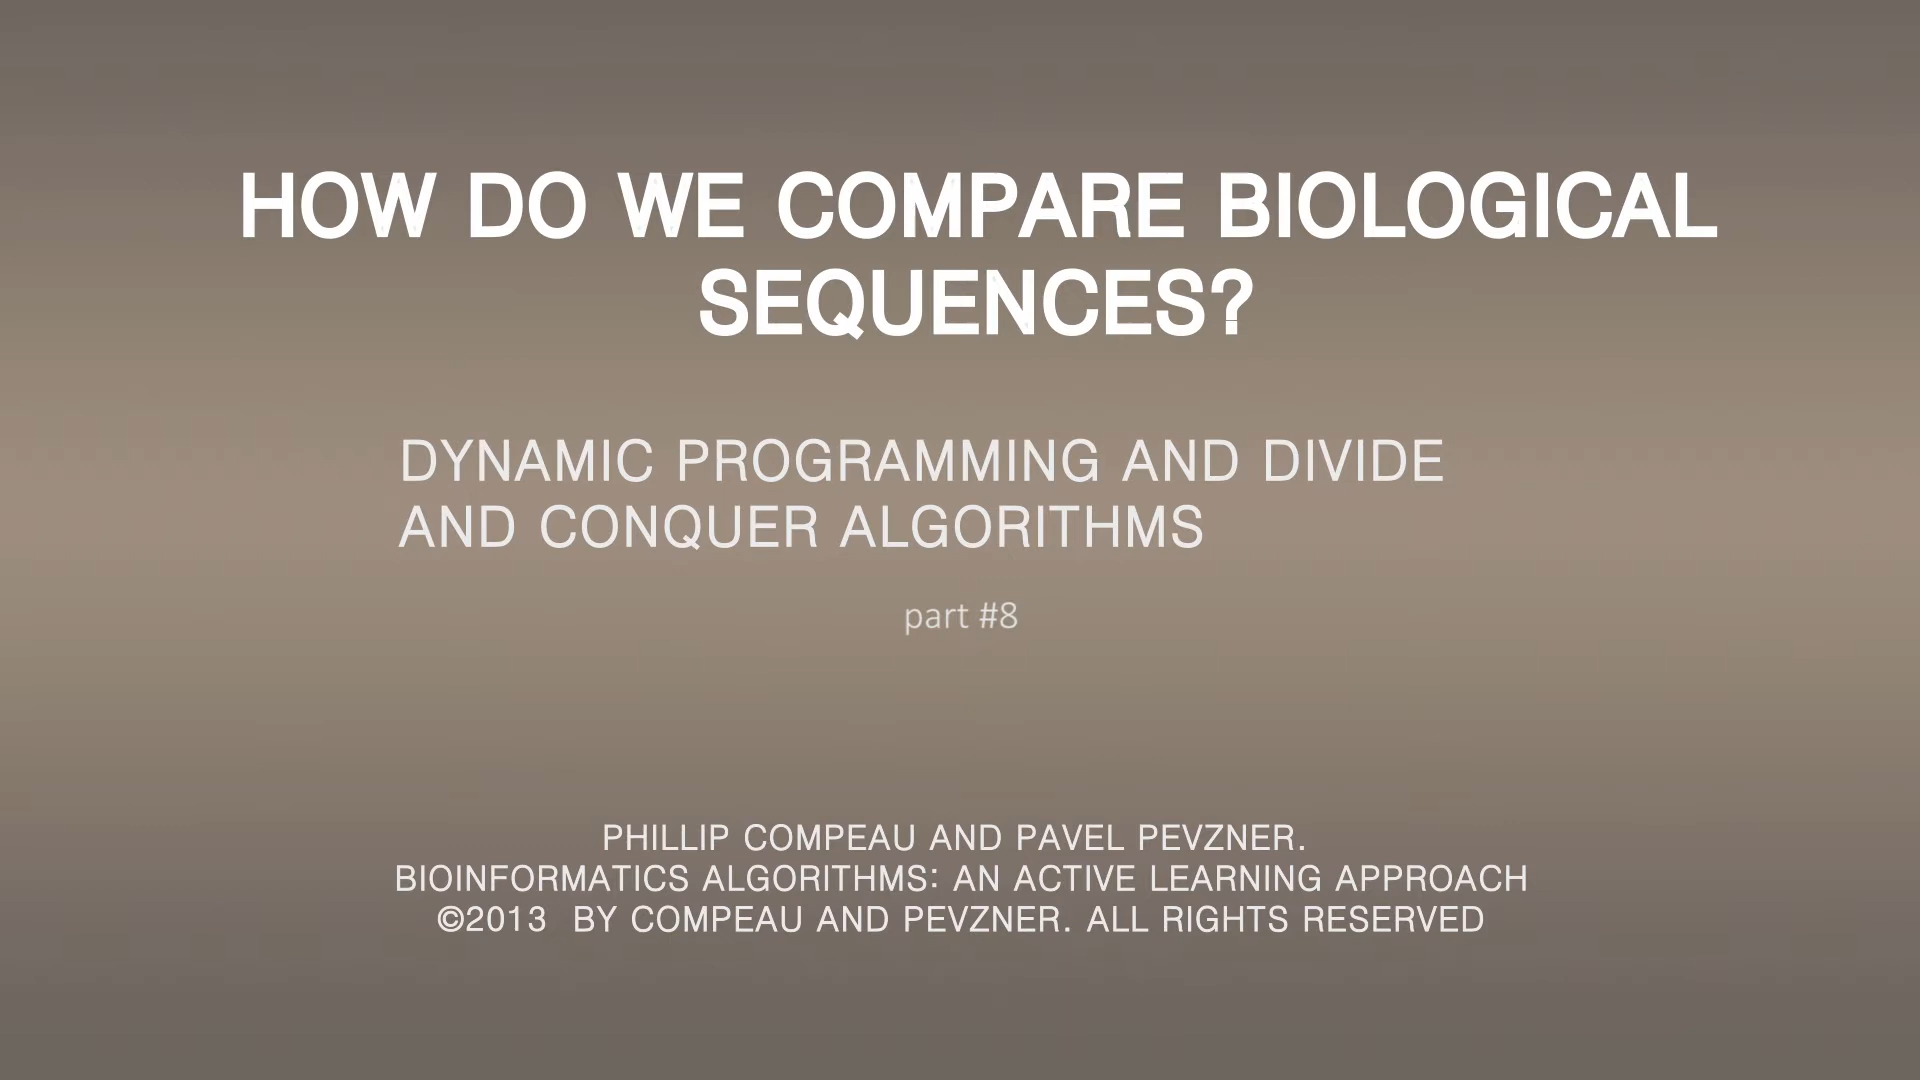 HOW DO WE COMPARE BIOLOGICAL
SEQUENCES?
DYNAMIC PROGRAMMING AND DIVIDE
AND CONQUER ALGORITHMS
part #8
PHILLIP COMPEAU AND PAVEL PEVZNER.
BIOINFORMATICS ALGORITHMS: AN ACTIVE LEARNING APPROACH
©2013 BY COMPEAU AND PEVZNER. ALL RIGHTS RESERVED